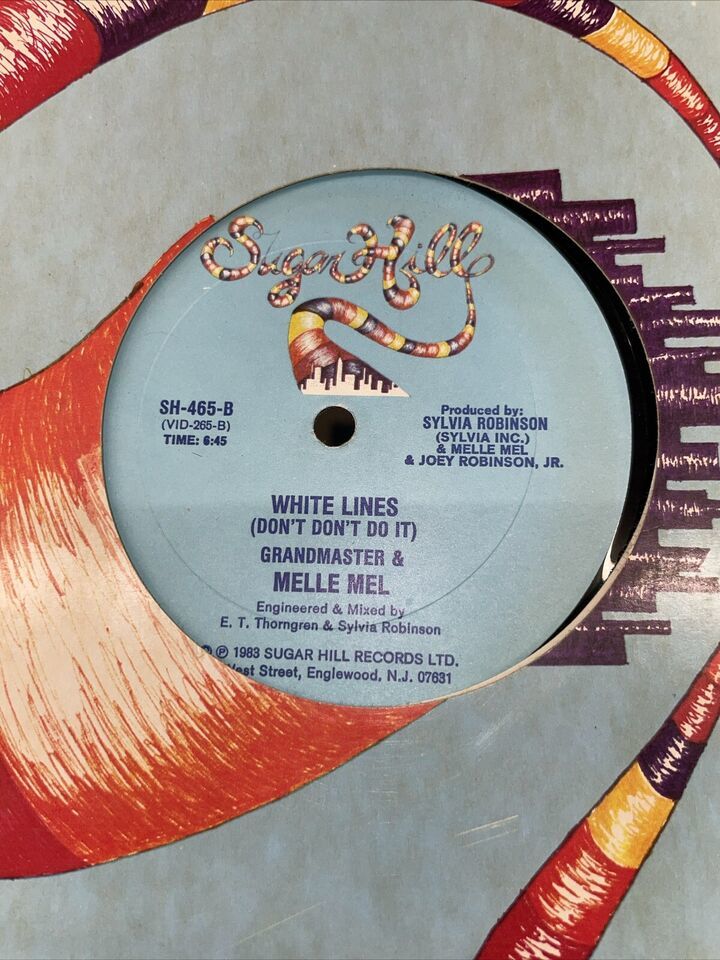 Sugar Hill
SH-465-B
(VID-265-B)
TIME: 6:45
Produced by:
SYLVIA ROBINSON
(SYLVIA INC.)
& MELLE MEL
& JOEY ROBINSON, JR.
WHITE LINES
(DON'T DON'T DO IT)
GRANDMASTER &
MELLE MEL
Engineered & Mixed by
E. T. Thorngren & Sylvia Robinson
℗ 1983 SUGAR HILL RECORDS LTD.
Street, Englewood, N.J. 07631